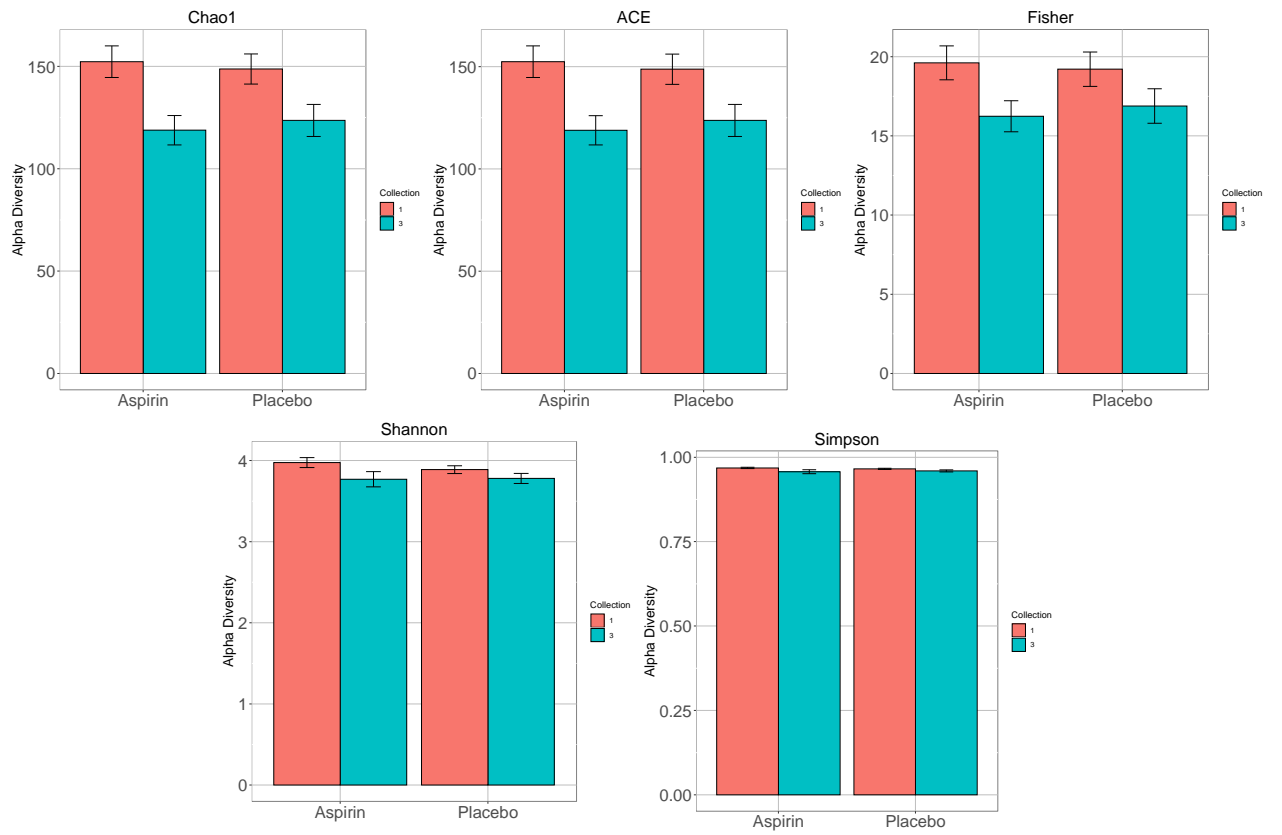 Chao1
Alpha Diversity
150
100
50
0
Aspirin Placebo
Collection
1
3
ACE
Alpha Diversity
150
100
50
0
Aspirin Placebo
Collection
1
3
Fisher
Alpha Diversity
20
15
10
5
0
Aspirin Placebo
Collection
1
3
Shannon
Alpha Diversity
4
3
2
1
0
Aspirin Placebo
Collection
1
3
Simpson
Alpha Diversity
1.00
0.75
0.50
0.25
0.00
Aspirin Placebo
Collection
1
3